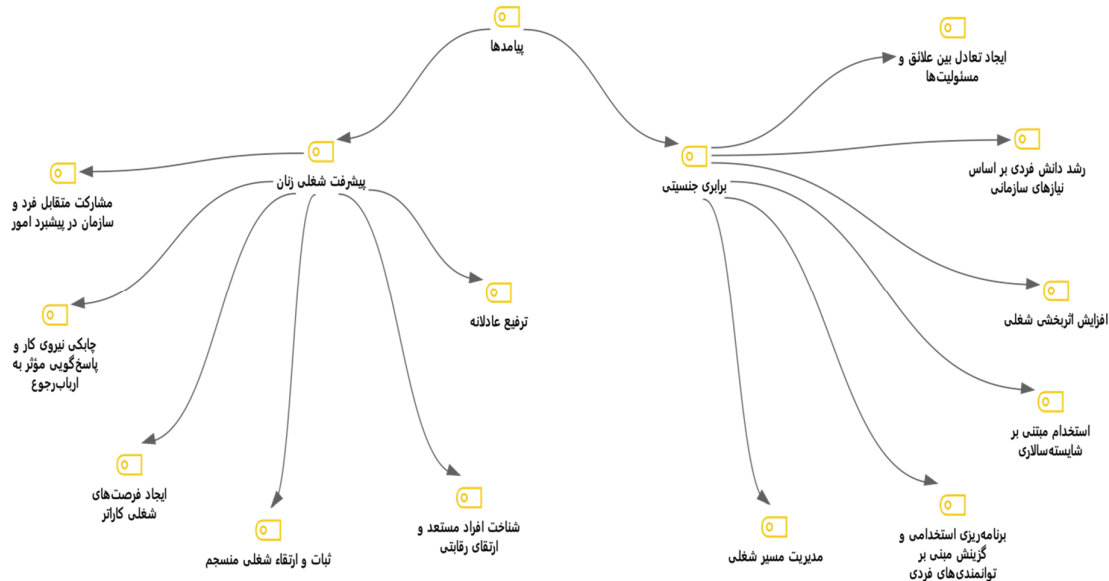 پیامدها
ایجاد تعادل بین علائق و
مسئولیت‌ها
رشد دانش فردی بر اساس
نیازهای سازمانی
برابری جنسیتی
پیشرفت شغلی زنان
مشارکت متقابل فرد و
سازمان در پیشبرد امور
افزایش اثربخشی شغلی
ترفیع عادلانه
چابکی نیروی کار و
پاسخ‌گویی مؤثر به
ارباب‌رجوع
استخدام مبتنی بر
شایسته‌سالاری
ایجاد فرصت‌های
شغلی کاراتر
شناخت افراد مستعد و
ارتقای رقابتی
برنامه‌ریزی استخدامی و
گزینش مبنی بر
توانمندی‌های فردی
مدیریت مسیر شغلی
ثبات و ارتقاء شغلی منسجم